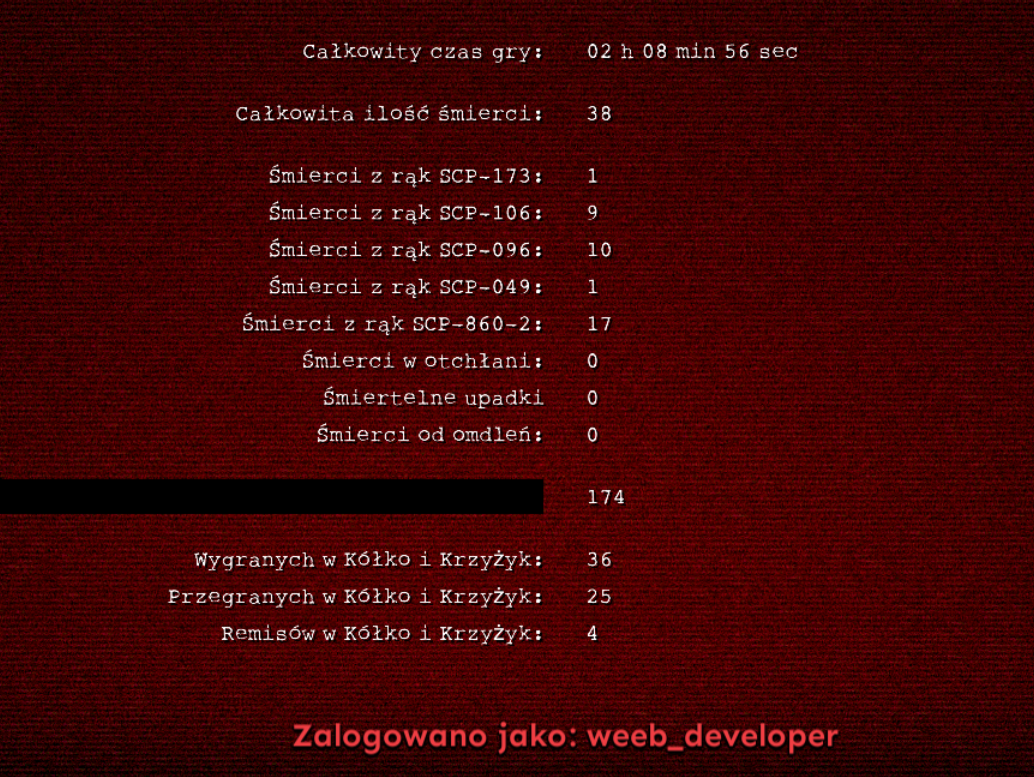 Całkowity czas gry: 02 h 08 min 56 sec
Całkowita ilość śmierci: 38
Śmierci z rąk SCP-173: 1
Śmierci z rąk SCP-106: 9
Śmierci z rąk SCP-096: 10
Śmierci z rąk SCP-049: 1
Śmierci z rąk SCP-860-2: 17
Śmierci w otchłani: 0
Śmiertelne upadki 0
Śmierci od omdleń: 0
174
Wygranych w Kółko i Krzyżyk: 36
Przegranych w Kółko i Krzyżyk: 25
Remisów w Kółko i Krzyżyk: 4
Zalogowano jako: weeb_developer